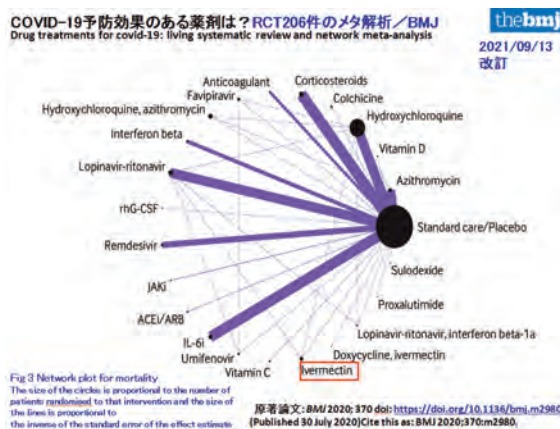 COVID-19予防効果のある薬剤は？RCT206件のメタ解析／BMJ
Drug treatments for covid-19: living systematic review and network meta-analysis
thebmj
2021/09/13
改訂
Anticoagulant
Corticosteroids
Favipiravir
Colchicine
Hydroxychloroquine, azithromycin
Hydroxychloroquine
Interferon beta
Vitamin D
Lopinavir-ritonavir
Azithromycin
rhG-CSF
Standard care/Placebo
Remdesivir
Sulodexide
JAKi
Proxalutimide
ACEi/ARB
Lopinavir-ritonavir, interferon beta-1a
IL-6i
Doxycycline, ivermectin
Umifenovir
Vitamin C
Ivermectin
Fig 3 Network plot for mortality
The size of the circles is proportional to the number of
patients randomised to that intervention and the size of
the lines is proportional to
the inverse of the standard error of the effect estimate
原著論文: BMJ 2020; 370 doi: https://doi.org/10.1136/bmj.m2980
(Published 30 July 2020)Cite this as: BMJ 2020;370:m2980.